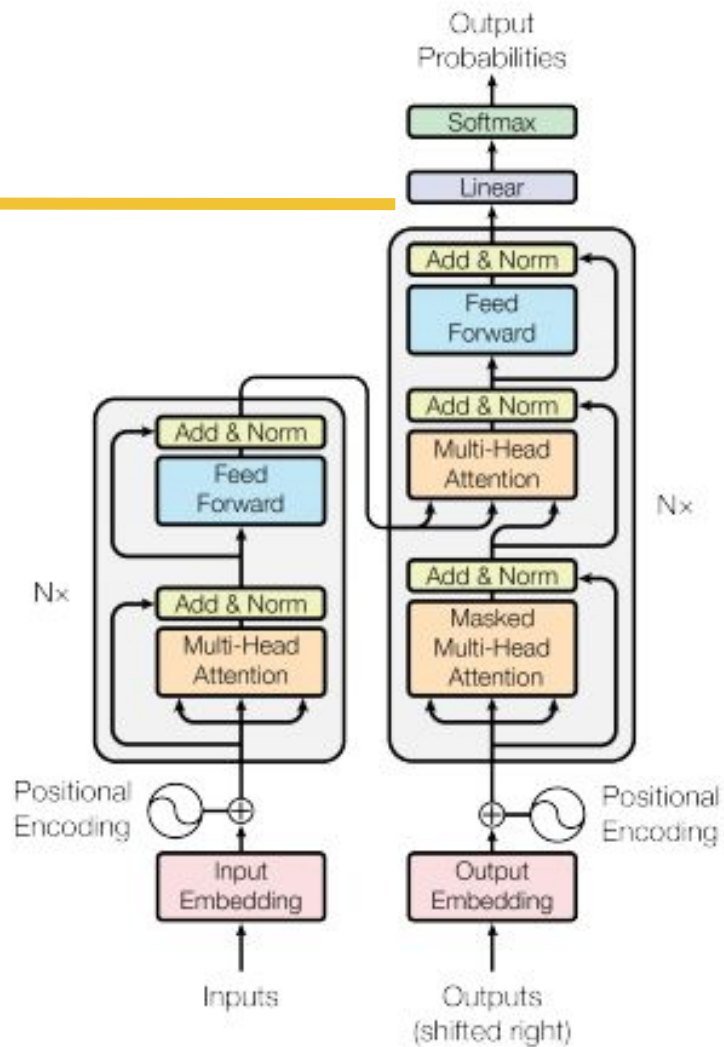 Output
Probabilities
Softmax
Linear
Add & Norm
Feed
Forward
Add & Norm
Multi-Head
Attention
Add & Norm
Masked
Multi-Head
Attention
Nx
Add & Norm
Feed
Forward
Add & Norm
Multi-Head
Attention
Nx
Positional
Encoding
Positional
Encoding
Input
Embedding
Output
Embedding
Inputs
Outputs
(shifted right)